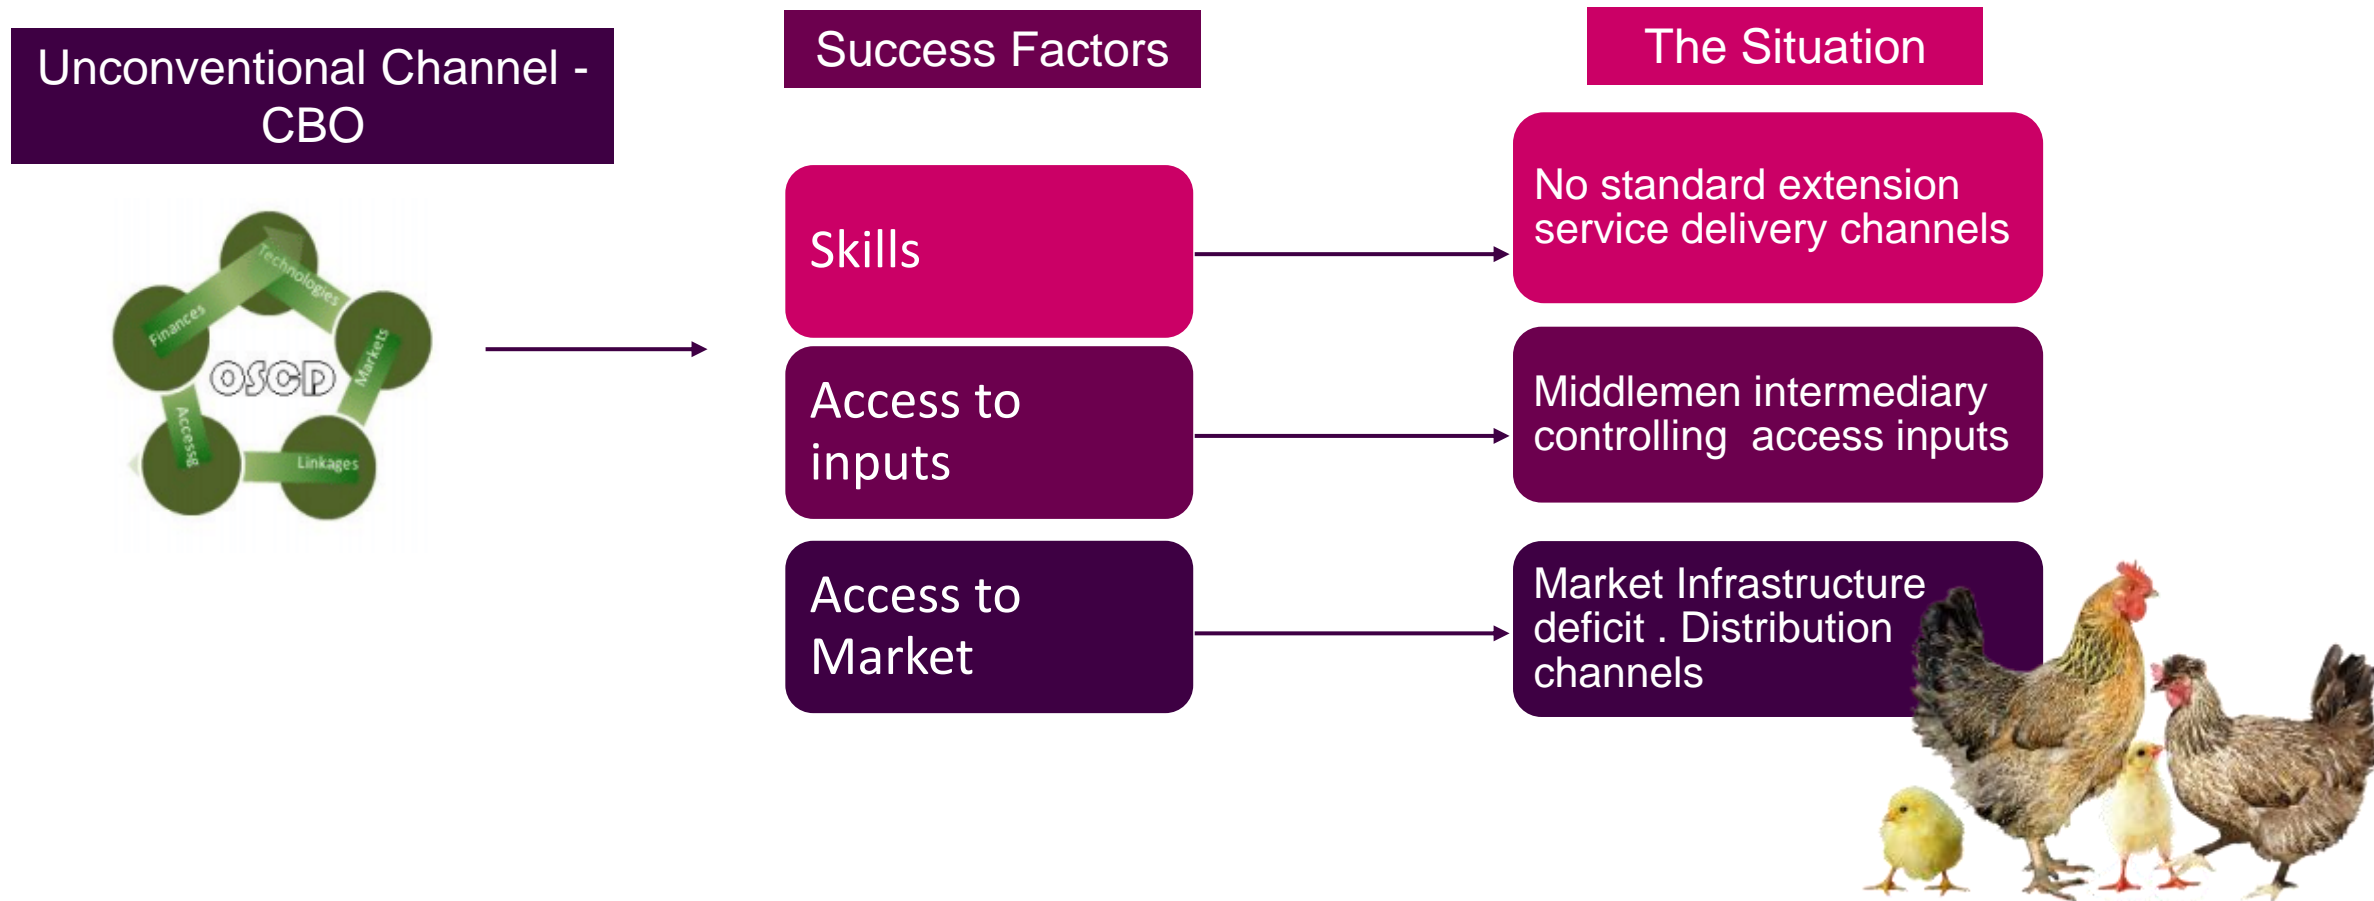 Unconventional Channel -
CBO
Success Factors
The Situation
Technologies
Finances
Markets
OSCD
Accessg
Linkages
Skills
Access to
inputs
Access to
Market
No standard extension
service delivery channels
Middlemen intermediary
controlling  access inputs
Market Infrastructure
deficit . Distribution
channels